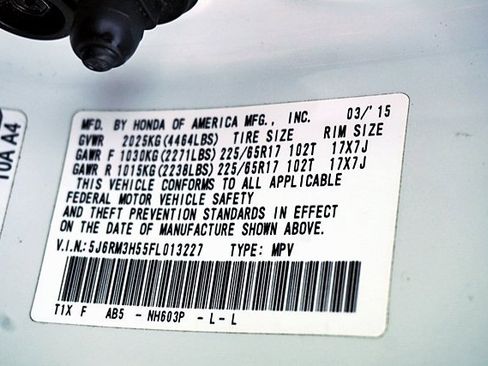 10A A4
MFD. BY HONDA OF AMERICA MFG., INC. 03/'15
GVWR 2025KG(4464LBS) TIRE SIZE RIM SIZE
GAWR F 1030KG(2271LBS) 225/65R17 102T 17X7J
GAWR R 1015KG(2238LBS) 225/65R17 102T 17X7J
THIS VEHICLE CONFORMS TO ALL APPLICABLE
FEDERAL MOTOR VEHICLE SAFETY
AND THEFT PREVENTION STANDARDS IN EFFECT
ON THE DATE OF MANUFACTURE SHOWN ABOVE.
V.I.N.:5J6RM3H55FL013227 TYPE: MPV
T1X F AB5 - NH603P - L - L